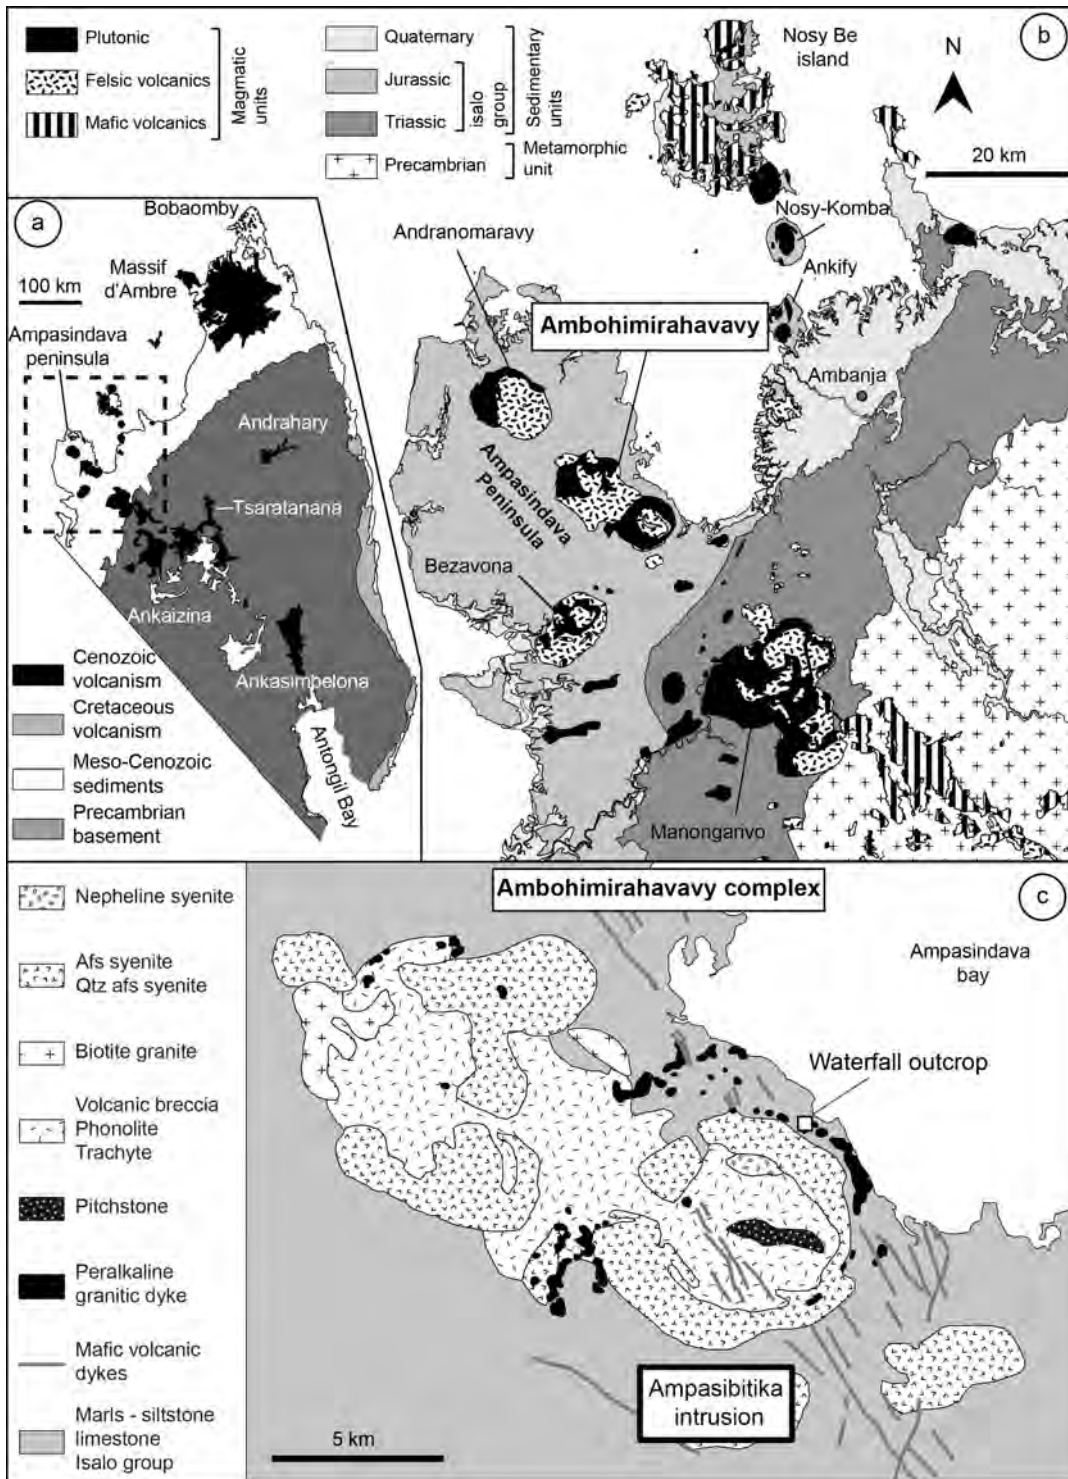 Plutonic
Felsic volcanics
Mafic volcanics
Magmatic
units
Quaternary
Jurassic
Triassic
Precambrian
isalo
group
Sedimentary
units
Metamorphic
unit
Nosy Be
island
N
b
20 km
a
Bobaomby
Massif
d'Ambre
100 km
Ampasindava
peninsula
Andrahary
Tsaratanana
Ankaizina
Ankasimbelona
Antongil Bay
Cenozoic
volcanism
Cretaceous
volcanism
Meso-Cenozoic
sediments
Precambrian
basement
Andranomaravy
Nosy-Komba
Ankify
Ambohimirahavavy
Ambanja
Ampasindava
Peninsula
Bezavona
Manongarivo
Nepheline syenite
Afs syenite
Qtz afs syenite
Biotite granite
Volcanic breccia
Phonolite
Trachyte
Pitchstone
Peralkaline
granitic dyke
Mafic volcanic
dykes
Marls - siltstone
limestone
Isalo group
Ambohimirahavavy complex
c
Ampasindava
bay
Waterfall outcrop
Ampasibitika
intrusion
5 km